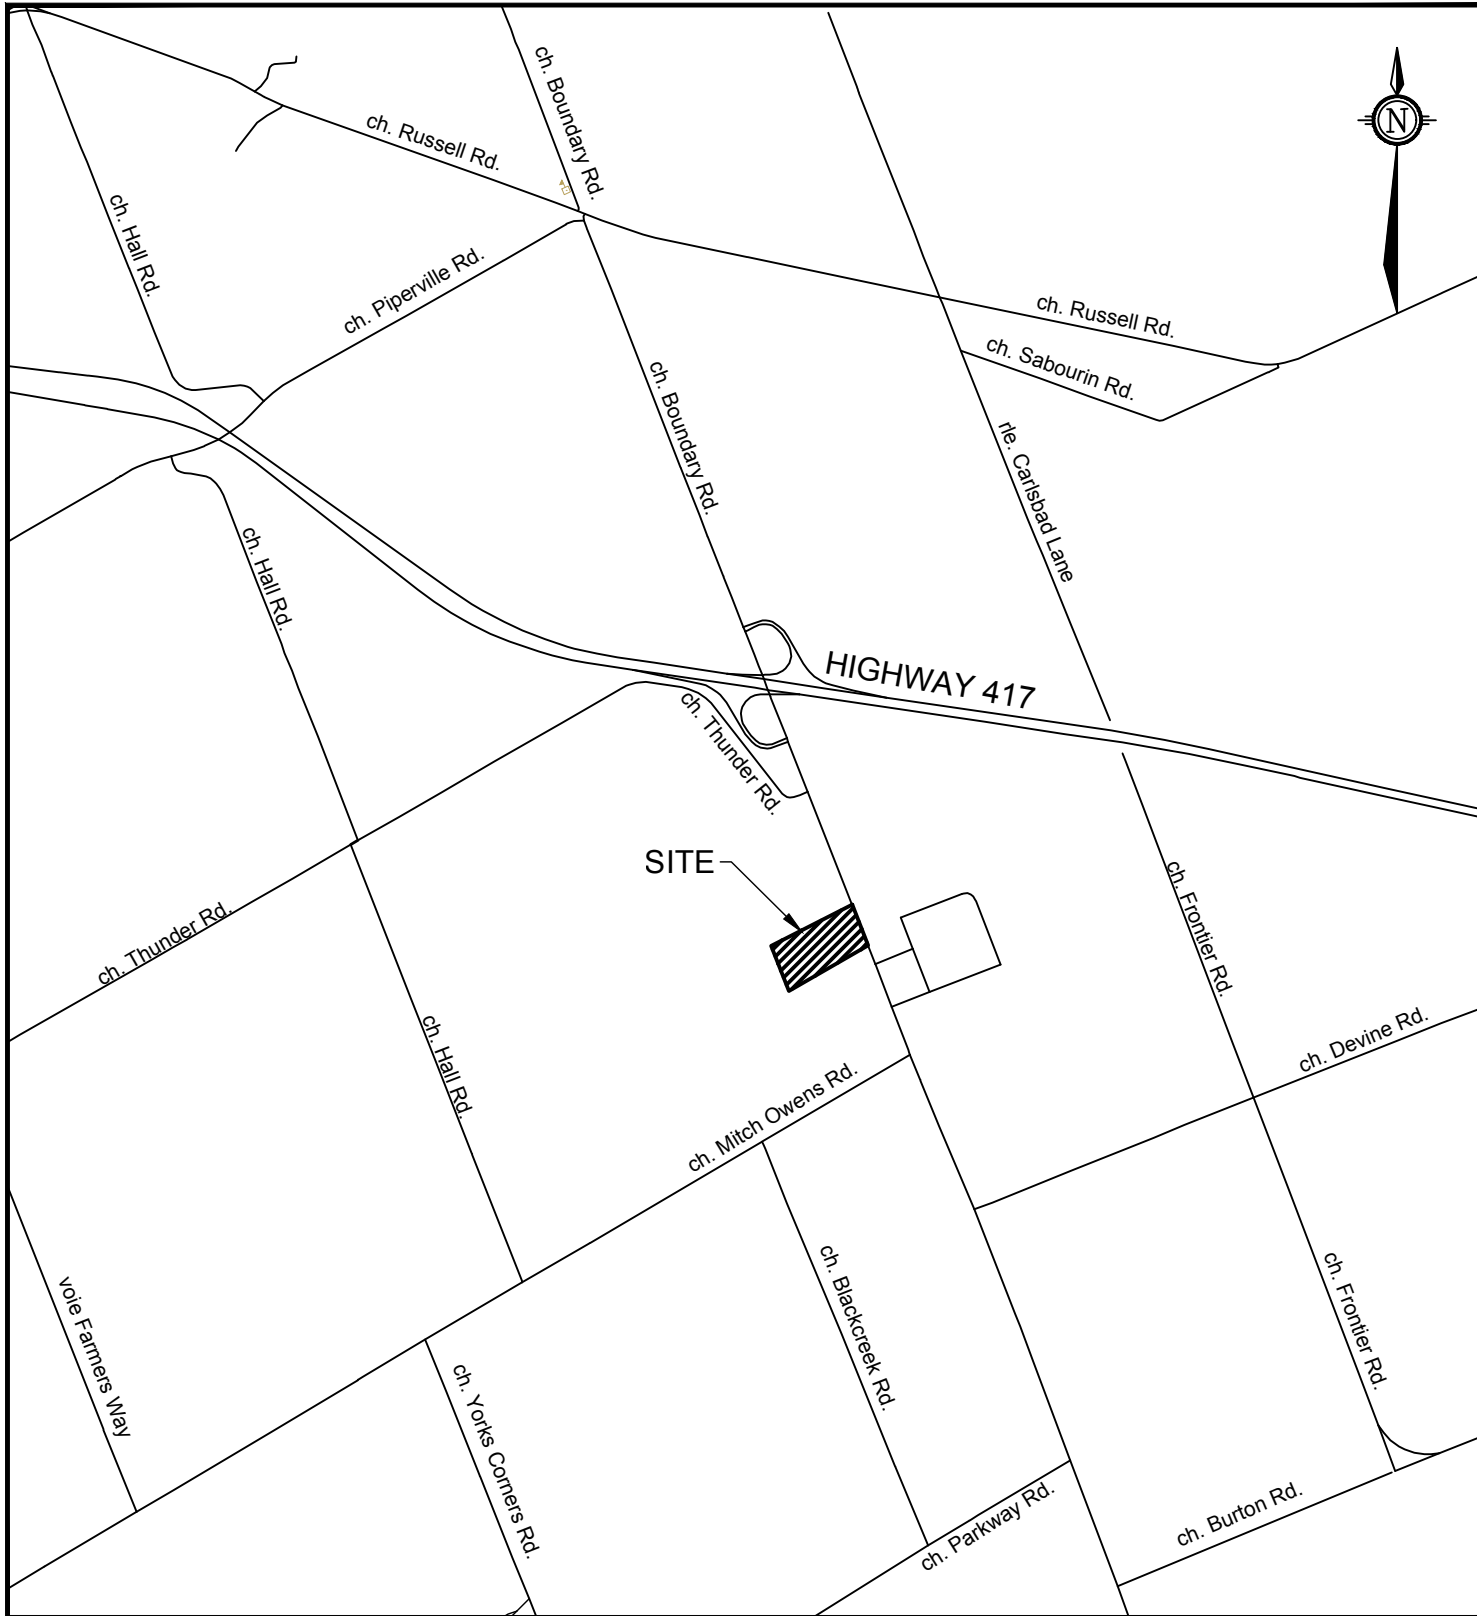 ch. Boundary Rd.
N
ch. Russell Rd.
ch. Hall Rd.
ch. Piperville Rd.
ch. Russell Rd.
ch. Sabourin Rd.
ch. Boundary Rd.
rle. Carlsbad Lane
ch. Hall Rd.
HIGHWAY 417
ch. Thunder Rd.
SITE
ch. Frontier Rd.
ch. Thunder Rd.
ch. Hall Rd.
ch. Devine Rd.
ch. Mitch Owens Rd.
ch. Blackcreek Rd.
ch. Frontier Rd.
voie Farmers Way
ch. Yorks Corners Rd.
ch. Parkway Rd.
ch. Burton Rd.